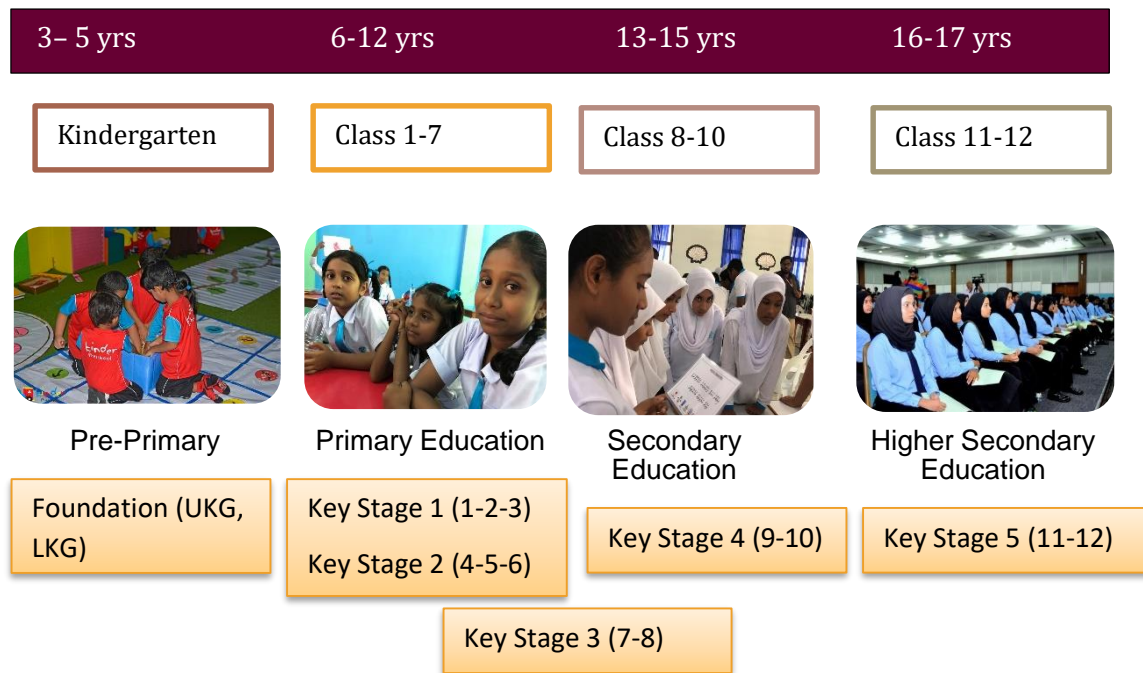 3– 5 yrs
6-12 yrs
13-15 yrs
16-17 yrs
Kindergarten
Class 1-7
Class 8-10
Class 11-12
Pre-Primary
Primary Education
Secondary
Education
Higher Secondary
Education
Foundation (UKG,
LKG)
Key Stage 1 (1-2-3)
Key Stage 2 (4-5-6)
Key Stage 4 (9-10)
Key Stage 5 (11-12)
Key Stage 3 (7-8)